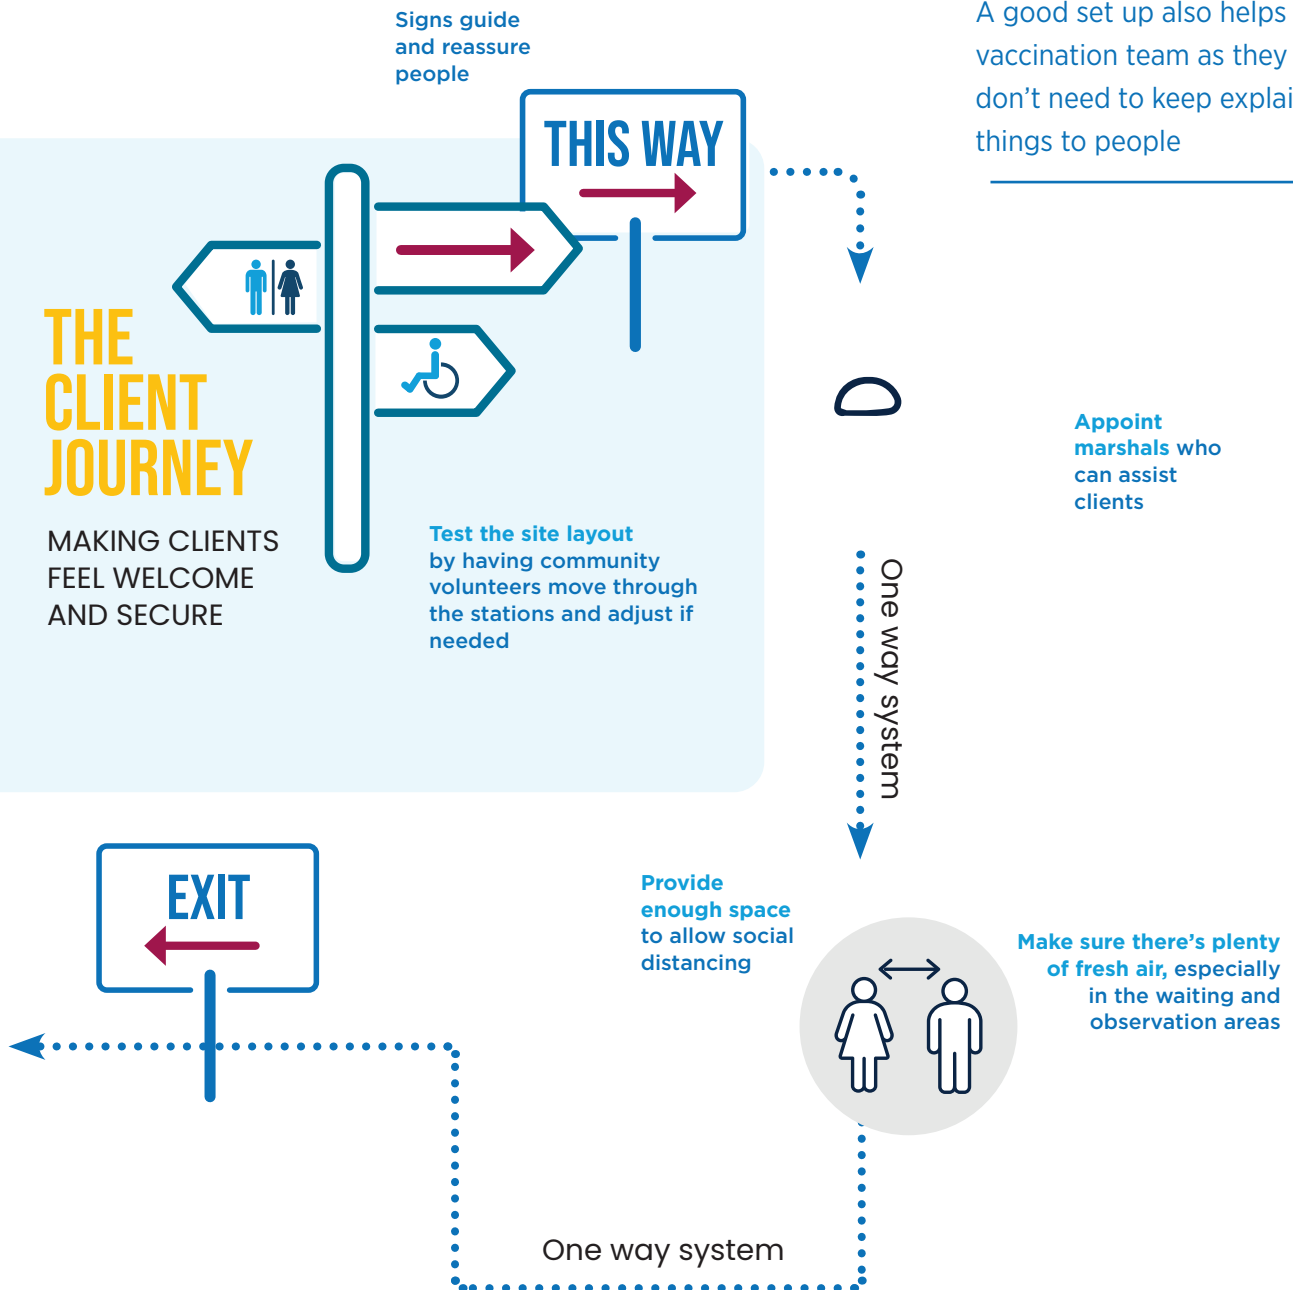 Signs guide
and reassure
people
A good set up also helps
vaccination team as they
don't need to keep explai
things to people
THIS WAY
THE
CLIENT
JOURNEY
MAKING CLIENTS
FEEL WELCOME
AND SECURE
Test the site layout
by having community
volunteers move through
the stations and adjust if
needed
Appoint
marshals who
can assist
clients
One way system
EXIT
Provide
enough space
to allow social
distancing
Make sure there's plenty
of fresh air, especially
in the waiting and
observation areas
One way system